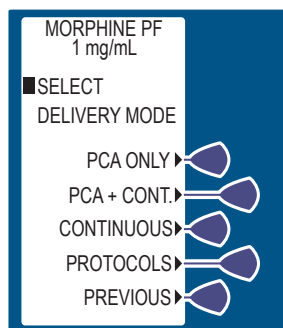 MORPHINE PF
1 mg/mL
SELECT
DELIVERY MODE
PCA ONLY
PCA + CONT.
CONTINUOUS
PROTOCOLS
PREVIOUS